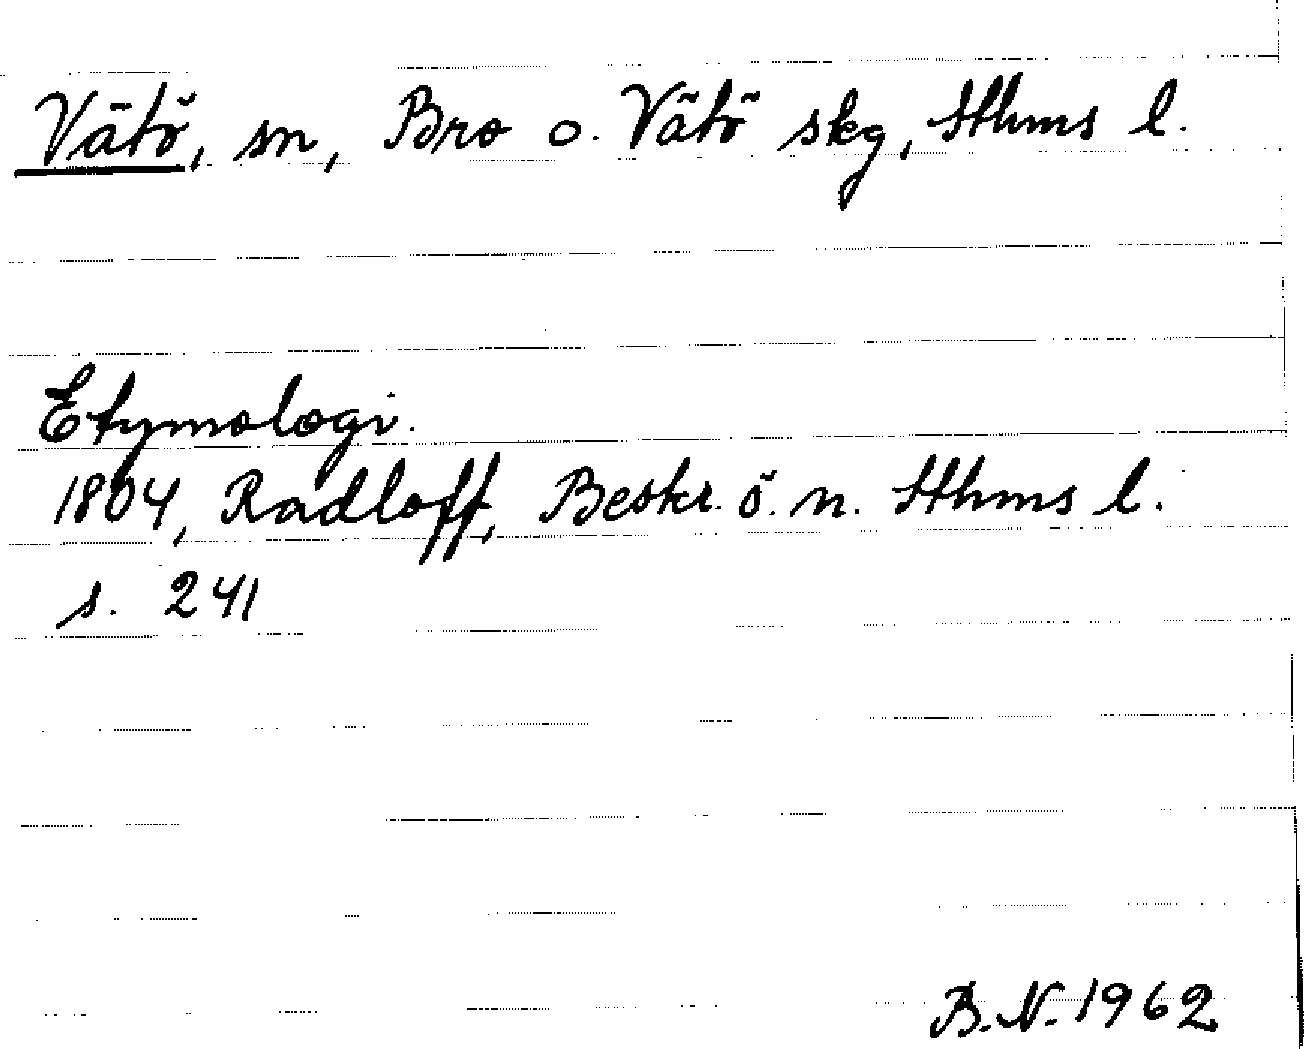 Vätö, sn, Bro o. Vätö skg, Sthms l.
Etymologi.
1804, Radloff, Beskr. ö. n. Sthms l.
s. 241
B.N. 1962